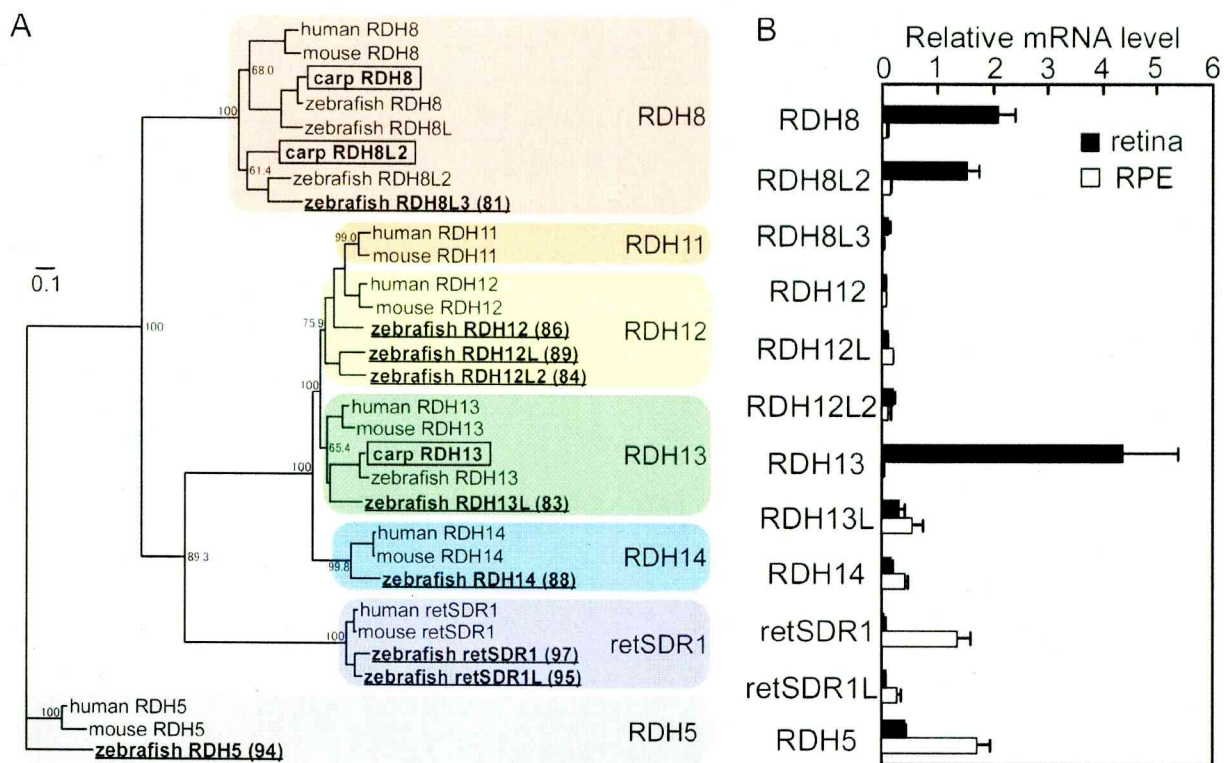 A
human RDH8
mouse RDH8
68.0
carp RDH8
100
zebrafish RDH8
zebrafish RDH8L
RDH8
carp RDH8L2
61.4
zebrafish RDH8L2
zebrafish RDH8L3 (81)
human RDH11
99.0
mouse RDH11
RDH11
0.1
human RDH12
mouse RDH12
75.9
zebrafish RDH12 (86)
RDH12
100
zebrafish RDH12L (89)
zebrafish RDH12L2 (84)
100
human RDH13
mouse RDH13
65.4
carp RDH13
RDH13
100
zebrafish RDH13
zebrafish RDH13L (83)
human RDH14
mouse RDH14
RDH14
89.3
99.8
zebrafish RDH14 (88)
human retSDR1
100
mouse retSDR1
retSDR1
zebrafish retSDR1 (97)
zebrafish retSDR1L (95)
human RDH5
100
mouse RDH5
RDH5
zebrafish RDH5 (94)
B
Relative mRNA level
0 1 2 3 4 5 6
RDH8
retina
RPE
RDH8L2
RDH8L3
RDH12
RDH12L
RDH12L2
RDH13
RDH13L
RDH14
retSDR1
retSDR1L
RDH5